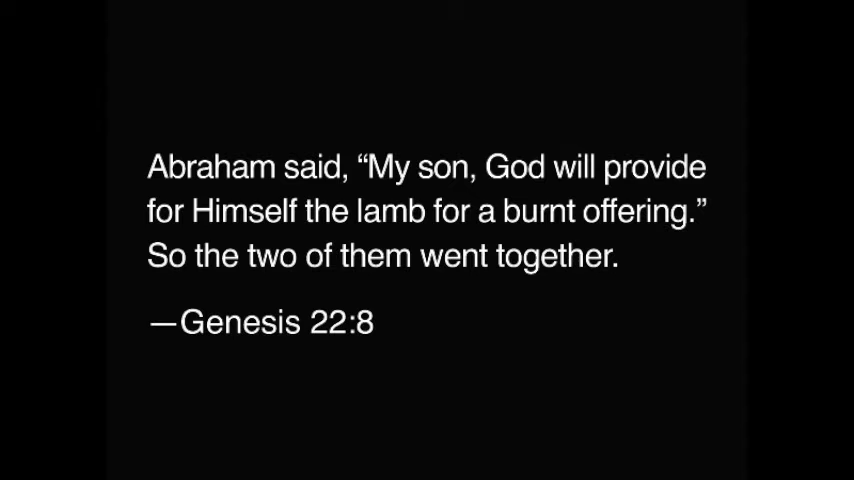 Abraham said, “My son, God will provide
for Himself the lamb for a burnt offering.”
So the two of them went together.
—Genesis 22:8